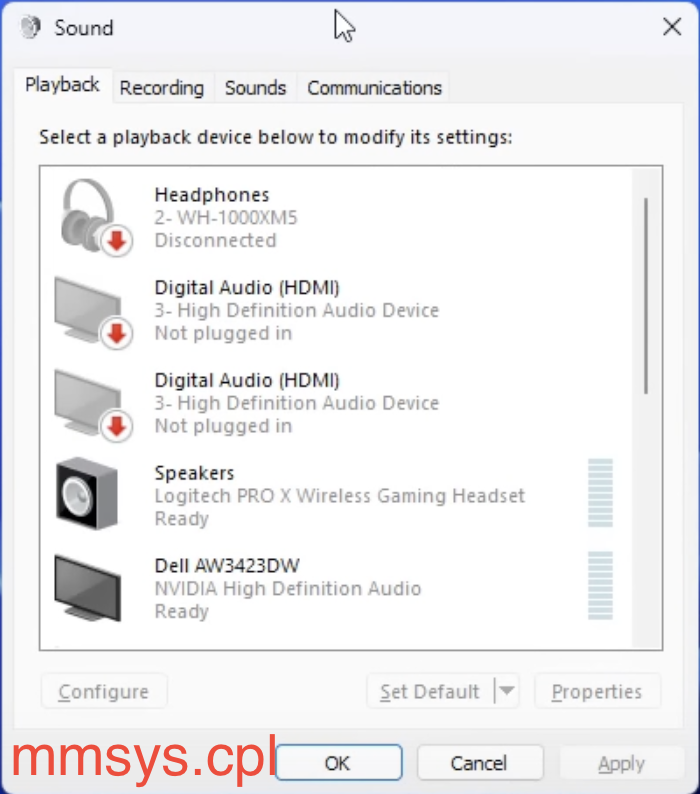 Sound
Playback Recording Sounds Communications
Select a playback device below to modify its settings:
Headphones
2- WH-1000XM5
Disconnected
Digital Audio (HDMI)
3- High Definition Audio Device
Not plugged in
Digital Audio (HDMI)
3- High Definition Audio Device
Not plugged in
Speakers
Logitech PRO X Wireless Gaming Headset
Ready
Dell AW3423DW
NVIDIA High Definition Audio
Ready
Configure Set Default Properties
mmsys.cpl OK Cancel Apply